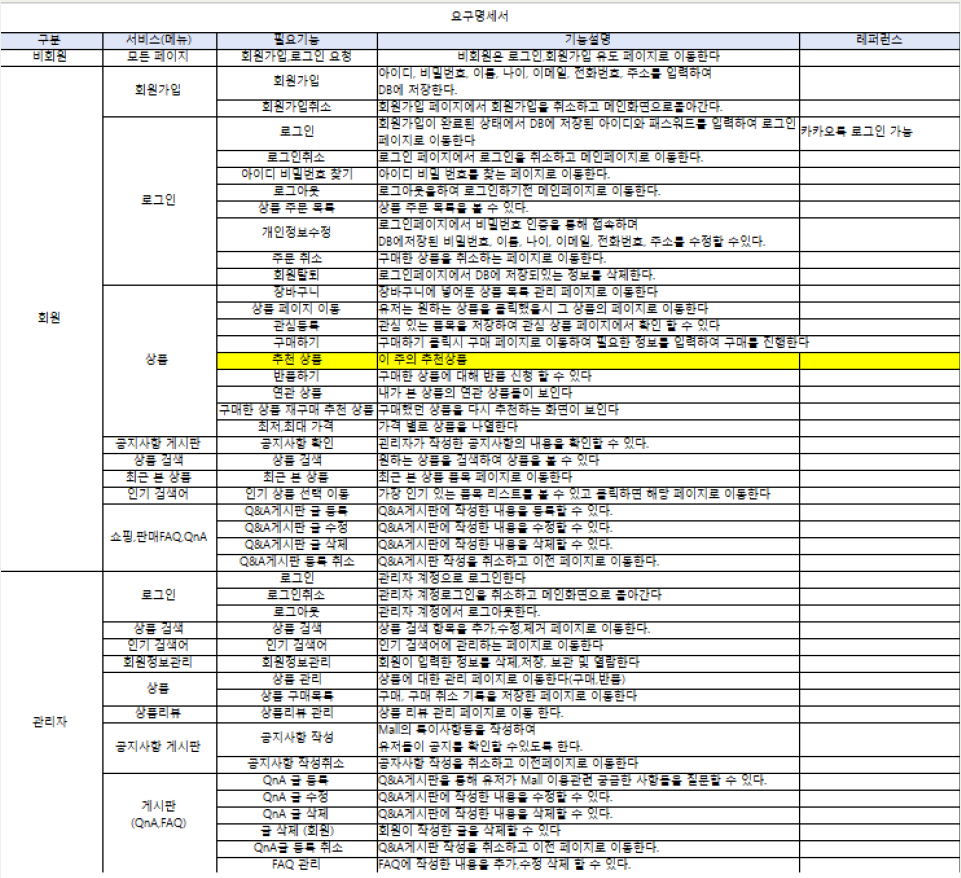 요구명세서
구분 서비스(메뉴) 필요기능 기능설명 레퍼런스
비회원 모든 페이지 회원가입,로그인 요청 비회원은 로그인,회원가입 유도 페이지로 이동한다
회원
회원가입
회원가입 아이디, 비밀번호, 이름, 나이, 이메일, 전화번호, 주소를 입력하여
DB에 저장한다.
회원가입취소 회원가입 페이지에서 회원가입을 취소하고 메인화면으로돌아간다.
로그인
로그인 회원가입이 완료된 상태에서 DB에 저장된 아이디와 패스워드를 입력하여 로그인
페이지로 이동한다
카카오톡 로그인 가능
로그인취소 로그인 페이지에서 로그인을 취소하고 메인페이지로 이동한다.
아이디 비밀번호 찾기 아이디 비밀 번호를 찾는 페이지로 이동한다.
로그아웃 로그아웃을하여 로그인하기전 메인페이지로 이동한다.
상품 주문 목록 상품 주문 목록을 볼 수 있다.
개인정보수정 로그인페이지에서 비밀번호 인증을 통해 접속하며
DB에저장된 비밀번호, 이름, 나이, 이메일, 전화번호, 주소를 수정할 수있다.
주문 취소 구매한 상품을 취소하는 페이지로 이동한다.
회원탈퇴 로그인페이지에서 DB에 저장되있는 정보를 삭제한다.
상품
장바구니 장바구니에 넣어둔 상품 목록 관리 페이지로 이동한다
상품 페이지 이동 유저는 원하는 상품을 클릭했을시 그 상품의 페이지로 이동한다
관심등록 관심 있는 품목을 저장하여 관심 상품 페이지에서 확인 할 수 있다
구매하기 구매하기 클릭시 구매 페이지로 이동하여 필요한 정보를 입력하여 구매를 진행한다
추천 상품 이 주의 추천상품
반품하기 구매한 상품에 대해 반품 신청 할 수 있다
연관 상품 내가 본 상품의 연관 상품들이 보인다
구매한 상품 재구매 추천 상품 구매했던 상품을 다시 추천하는 화면이 보인다
최저,최대 가격 가격 별로 상품을 나열한다
공지사항 게시판 공지사항 확인 관리자가 작성한 공지사항의 내용을 확인할 수 있다.
상품 검색 상품 검색 원하는 상품을 검색하여 상품을 볼 수 있다
최근 본 상품 최근 본 상품 최근 본 상품 품목 페이지로 이동한다
인기 검색어 인기 상품 선택 이동 가장 인기 있는 품목 리스트를 볼 수 있고 클릭하면 해당 페이지로 이동한다
쇼핑,판매FAQ,QnA
Q&A게시판 글 등록 Q&A게시판에 작성한 내용을 등록할 수 있다.
Q&A게시판 글 수정 Q&A게시판에 작성한 내용을 수정할 수 있다.
Q&A게시판 글 삭제 Q&A게시판에 작성한 내용을 삭제할 수 있다.
Q&A게시판 등록 취소 Q&A게시판 작성을 취소하고 이전 페이지로 이동한다.
관리자
로그인
로그인 관리자 계정으로 로그인한다
로그인취소 관리자 계정로그인을 취소하고 메인화면으로 돌아간다
로그아웃 관리자 계정에서 로그아웃한다.
상품 검색 상품 검색 상품 검색 항목을 추가,수정,제거 페이지로 이동한다.
인기 검색어 인기 검색어 인기 검색어에 관리하는 페이지로 이동한다
회원정보관리 회원정보관리 회원이 입력한 정보를 삭제,저장, 보관 및 열람한다
상품
상품 관리 상품에 대한 관리 페이지로 이동한다(구매,반품)
상품 구매목록 구매, 구매 취소 기록을 저장한 페이지로 이동한다
상품리뷰 상품리뷰 관리 상품 리뷰 관리 페이지로 이동 한다.
공지사항 게시판
공지사항 작성 Mall의 특이사항등을 작성하여
유저들이 공지를 확인할 수있도록 한다.
공지사항 작성취소 공자사항 작성을 취소하고 이전페이지로 이동한다
게시판
(QnA,FAQ)
QnA 글 등록 Q&A게시판을 통해 유저가 Mall 이용관련 궁금한 사항들을 질문할 수 있다.
QnA 글 수정 Q&A게시판에 작성한 내용을 수정할 수 있다.
QnA 글 삭제 Q&A게시판에 작성한 내용을 삭제할 수 있다.
글 삭제 (회원) 회원이 작성한 글을 삭제할 수 있다
QnA글 등록 취소 Q&A게시판 작성을 취소하고 이전 페이지로 이동한다.
FAQ 관리 FAQ에 작성한 내용을 추가,수정 삭제 할 수 있다.